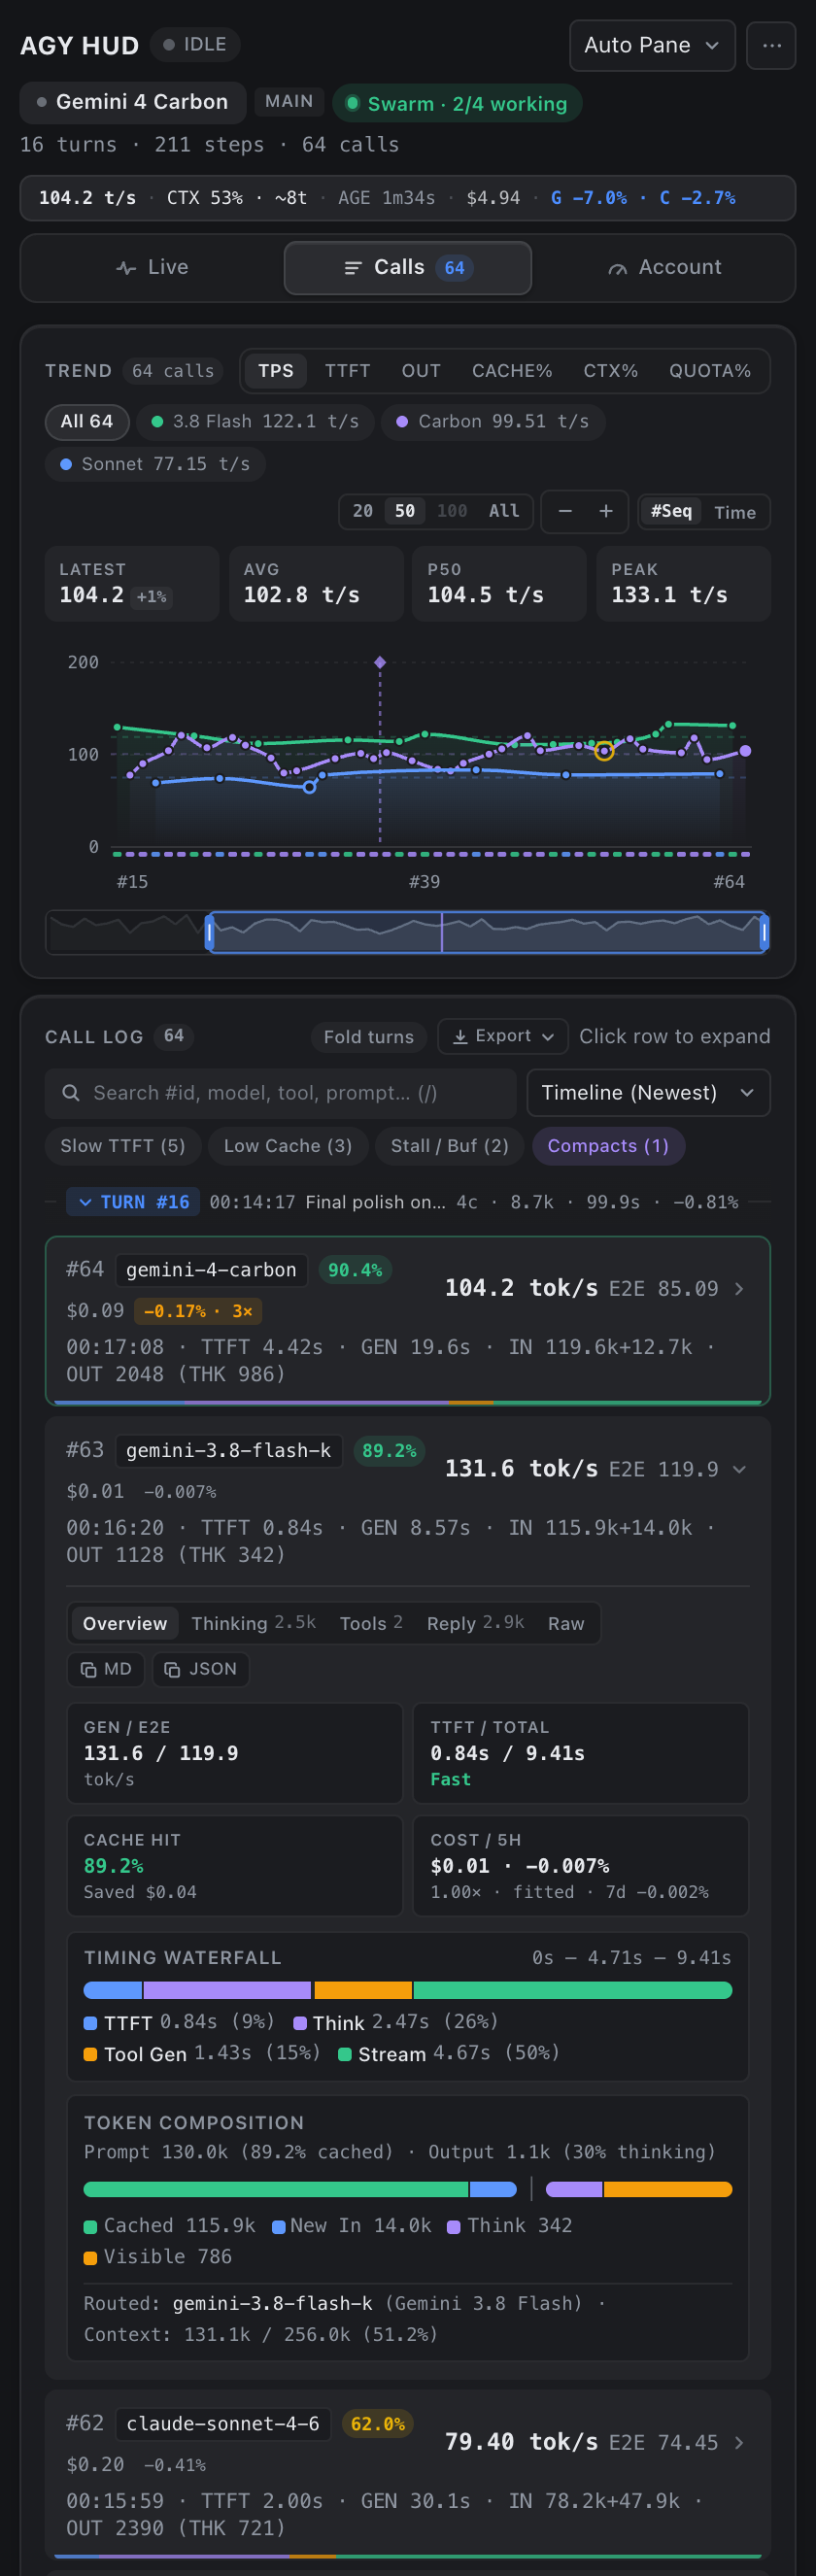 AGY HUD IDLE Auto Pane ···
Gemini 4 Carbon MAIN Swarm · 2/4 working
16 turns · 211 steps · 64 calls
104.2 t/s · CTX 53% · ~8t · AGE 1m34s · $4.94 · G −7.0% · C −2.7%
Live Calls 64 Account
TREND 64 calls TPS TTFT OUT CACHE% CTX% QUOTA%
All 64 3.8 Flash 122.1 t/s Carbon 99.51 t/s
Sonnet 77.15 t/s
20 50 100 All − + #Seq Time
LATEST AVG P50 PEAK
104.2 +1% 102.8 t/s 104.5 t/s 133.1 t/s
200
100
0
#15 #39 #64
CALL LOG 64 Fold turns Export Click row to expand
Search #id, model, tool, prompt… (/) Timeline (Newest)
Slow TTFT (5) Low Cache (3) Stall / Buf (2) Compacts (1)
TURN #16 00:14:17 Final polish on… 4c · 8.7k · 99.9s · −0.81%
#64 gemini-4-carbon 90.4% 104.2 tok/s E2E 85.09
$0.09 −0.17% · 3×
00:17:08 · TTFT 4.42s · GEN 19.6s · IN 119.6k+12.7k ·
OUT 2048 (THK 986)
#63 gemini-3.8-flash-k 89.2% 131.6 tok/s E2E 119.9
$0.01 −0.007%
00:16:20 · TTFT 0.84s · GEN 8.57s · IN 115.9k+14.0k ·
OUT 1128 (THK 342)
Overview Thinking 2.5k Tools 2 Reply 2.9k Raw
MD JSON
GEN / E2E TTFT / TOTAL
131.6 / 119.9 0.84s / 9.41s
tok/s Fast
CACHE HIT COST / 5H
89.2% $0.01 · −0.007%
Saved $0.04 1.00× · fitted · 7d −0.002%
TIMING WATERFALL 0s — 4.71s — 9.41s
TTFT 0.84s (9%) Think 2.47s (26%)
Tool Gen 1.43s (15%) Stream 4.67s (50%)
TOKEN COMPOSITION
Prompt 130.0k (89.2% cached) · Output 1.1k (30% thinking)
Cached 115.9k New In 14.0k Think 342
Visible 786
Routed: gemini-3.8-flash-k (Gemini 3.8 Flash) ·
Context: 131.1k / 256.0k (51.2%)
#62 claude-sonnet-4-6 62.0% 79.40 tok/s E2E 74.45
$0.20 −0.41%
00:15:59 · TTFT 2.00s · GEN 30.1s · IN 78.2k+47.9k ·
OUT 2390 (THK 721)